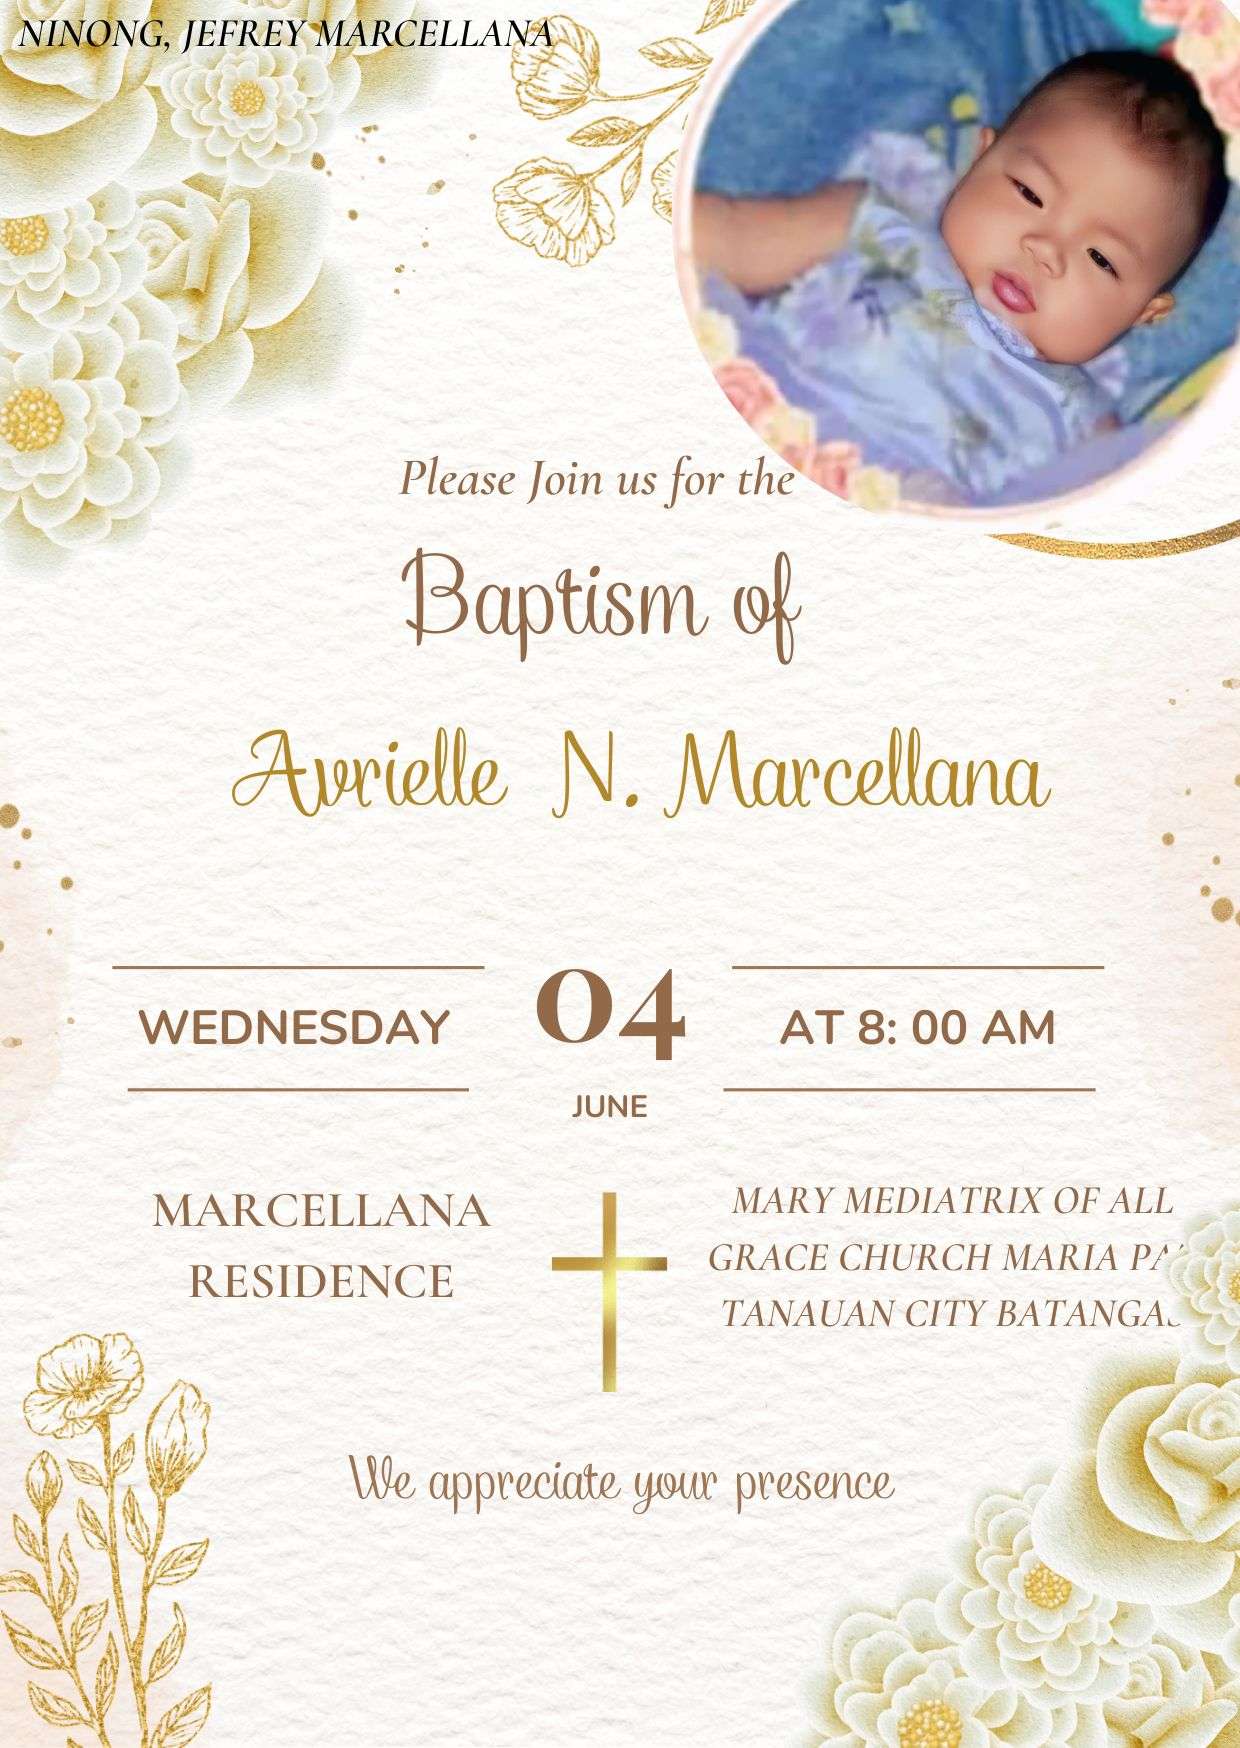 NINONG, JEFREY MARCELLANA
Please Join us for the
Baptism of
Avrielle N. Marcellana
WEDNESDAY
04
JUNE
AT 8: 00 AM
MARCELLANA
RESIDENCE
MARY MEDIATRIX OF ALL
GRACE CHURCH MARIA
TANAUAN CITY BATANGAS
We appreciate your presence